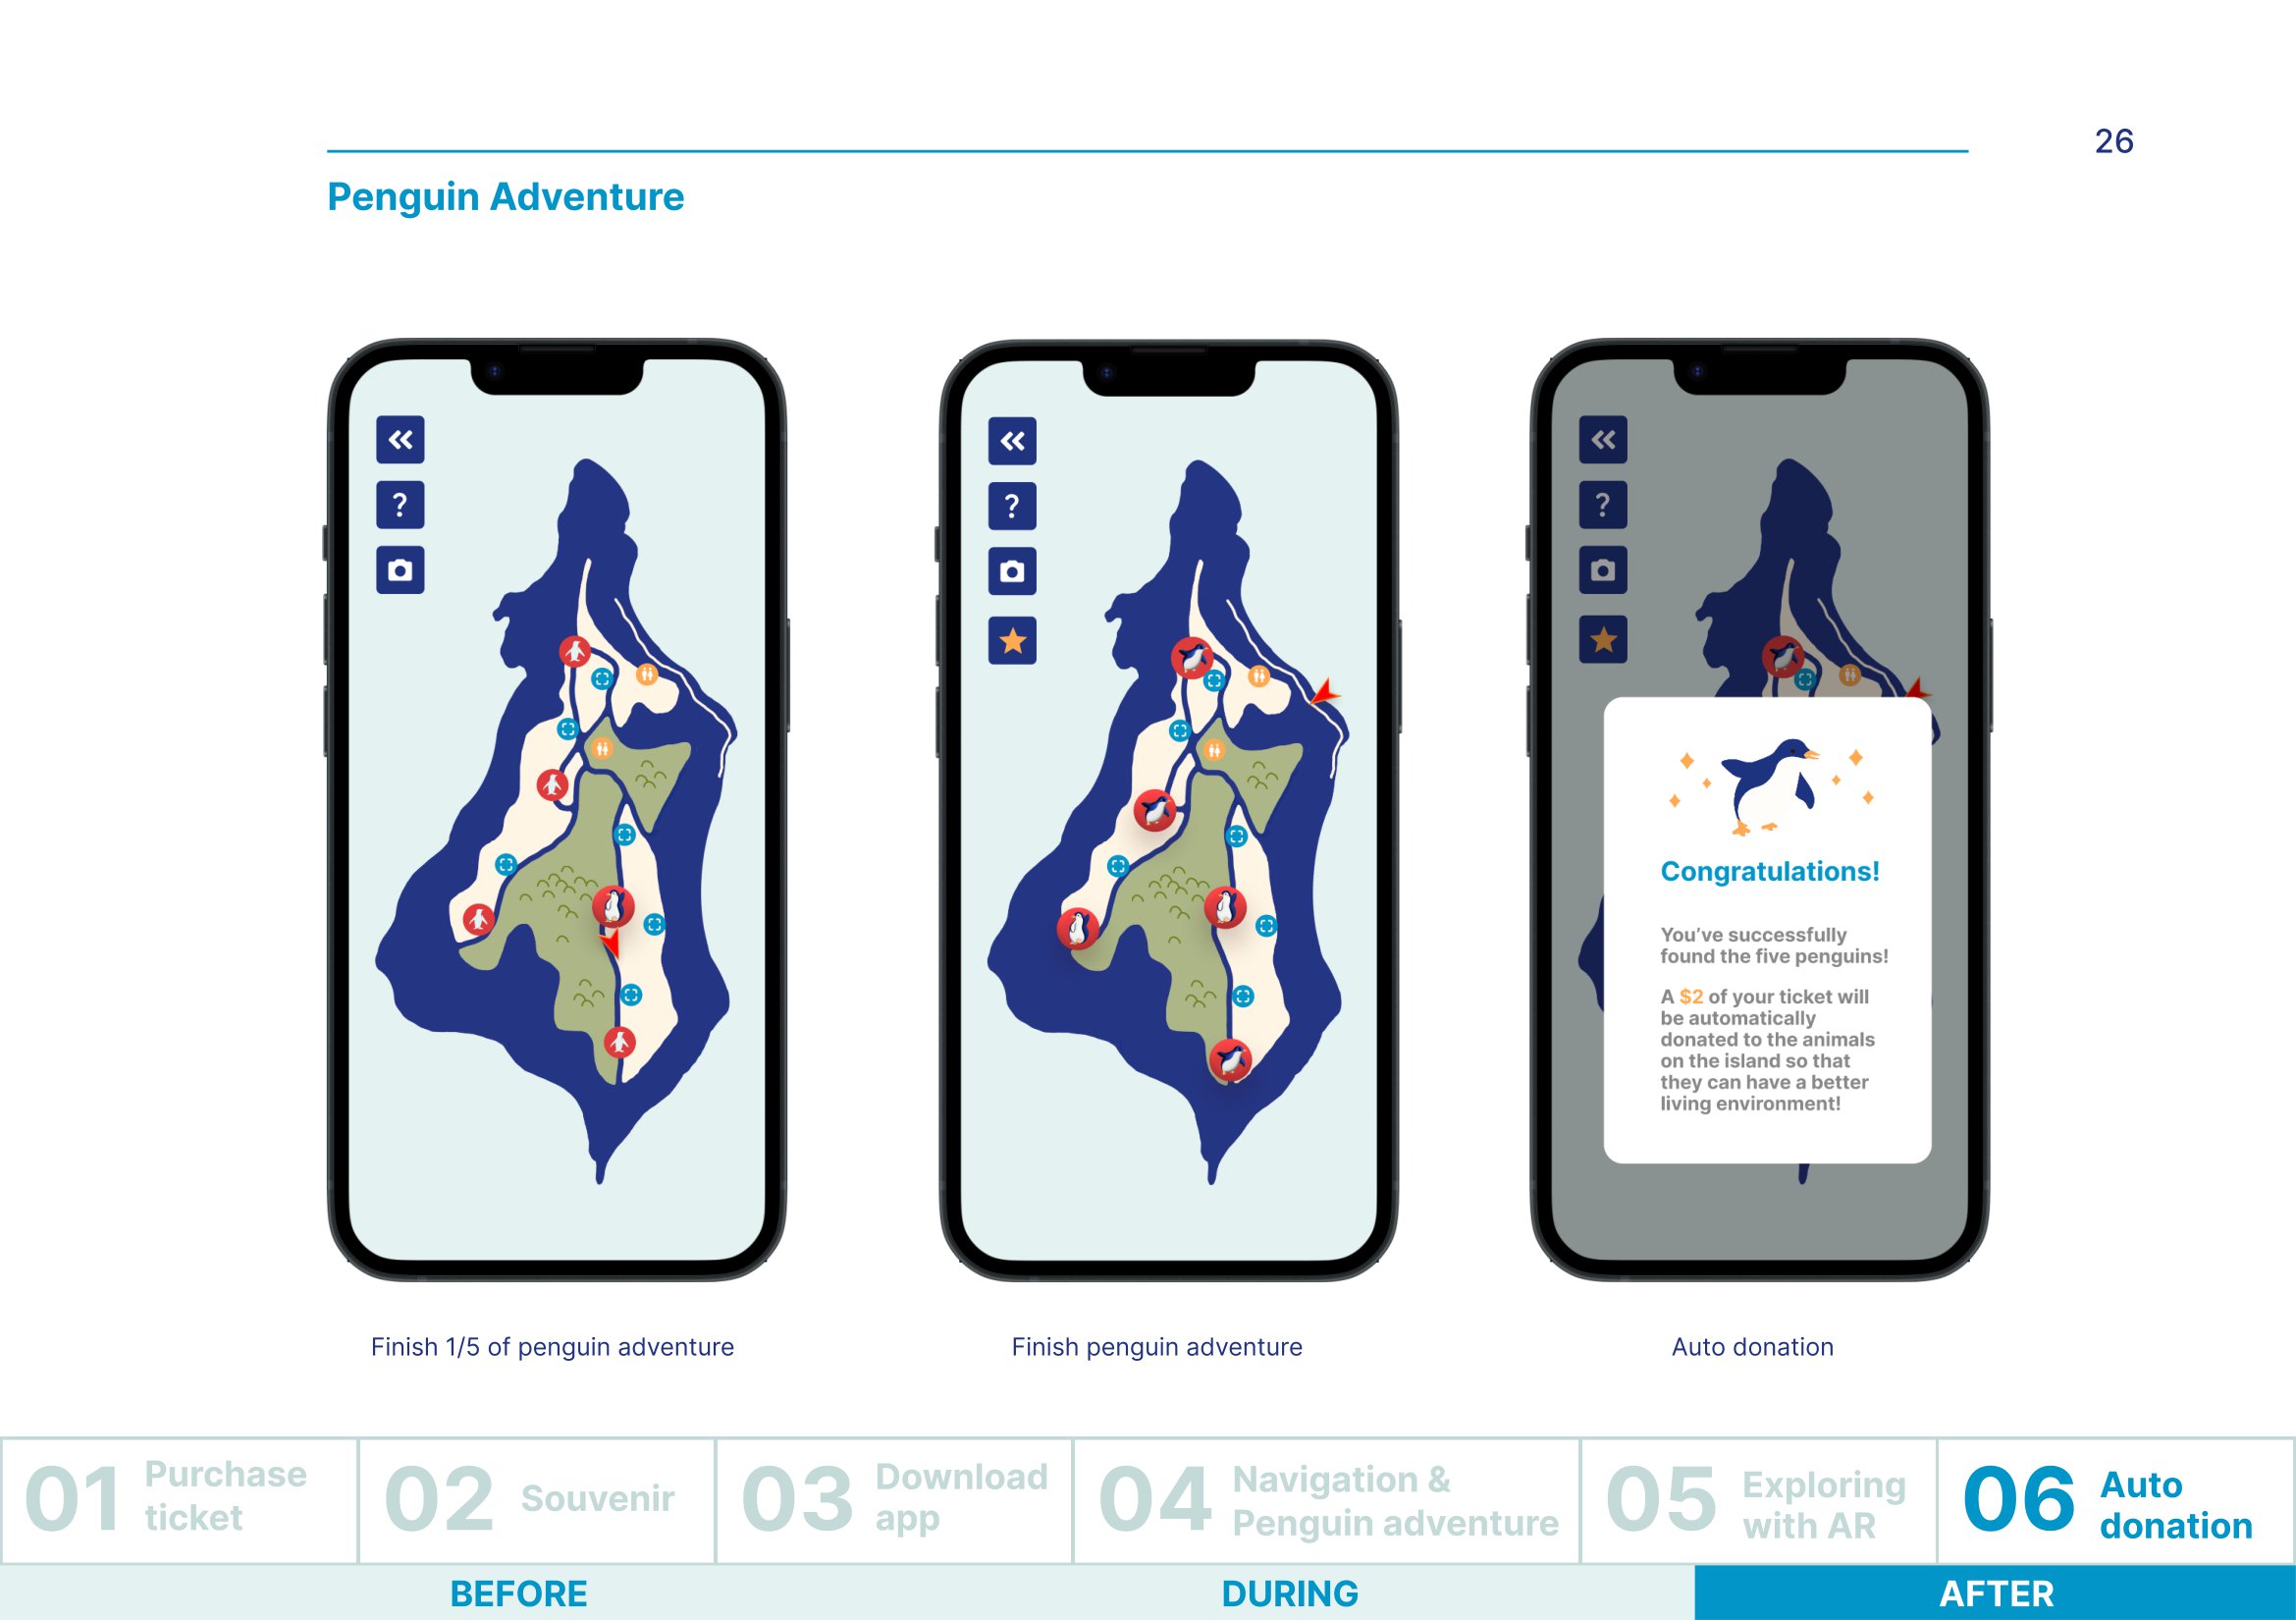 26
Penguin Adventure
?
?
?
Congratulations!
You’ve successfully
found the five penguins!
A $2 of your ticket will
be automatically
donated to the animals
on the island so that
they can have a better
living environment!
Finish 1/5 of penguin adventure
Finish penguin adventure
Auto donation
01 Purchase
ticket
02 Souvenir
03 Download
app
04 Navigation &
Penguin adventure
05 Exploring
with AR
06 Auto
donation
BEFORE
DURING
AFTER